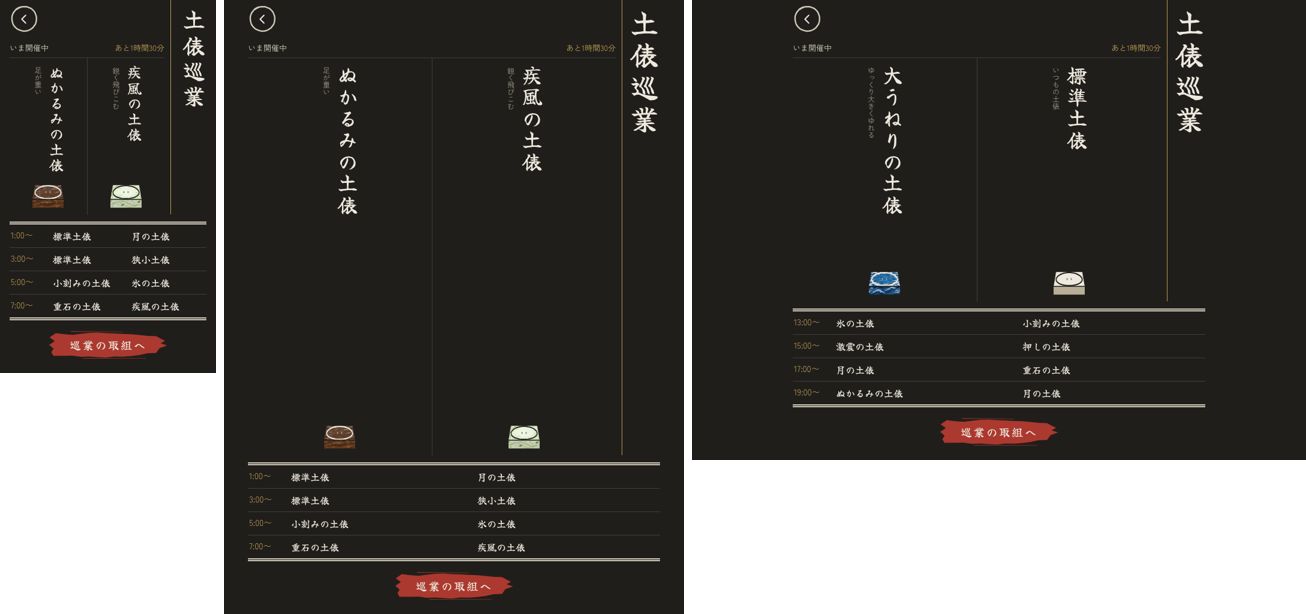 土俵巡業
いま開催中
あと1時間30分
疾風の土俵
鋭く飛びこむ
ぬかるみの土俵
足が重い
1:00〜 標準土俵 月の土俵
3:00〜 標準土俵 狭小土俵
5:00〜 小刻みの土俵 氷の土俵
7:00〜 重石の土俵 疾風の土俵
巡業の取組へ
土俵巡業
いま開催中
あと1時間30分
疾風の土俵
鋭く飛びこむ
ぬかるみの土俵
足が重い
1:00〜 標準土俵 月の土俵
3:00〜 標準土俵 狭小土俵
5:00〜 小刻みの土俵 氷の土俵
7:00〜 重石の土俵 疾風の土俵
巡業の取組へ
土俵巡業
いま開催中
あと1時間30分
標準土俵
いつもの土俵
大うねりの土俵
ゆっくり大きくゆれる
13:00〜 氷の土俵 小刻みの土俵
15:00〜 激震の土俵 押しの土俵
17:00〜 月の土俵 重石の土俵
19:00〜 ぬかるみの土俵 月の土俵
巡業の取組へ